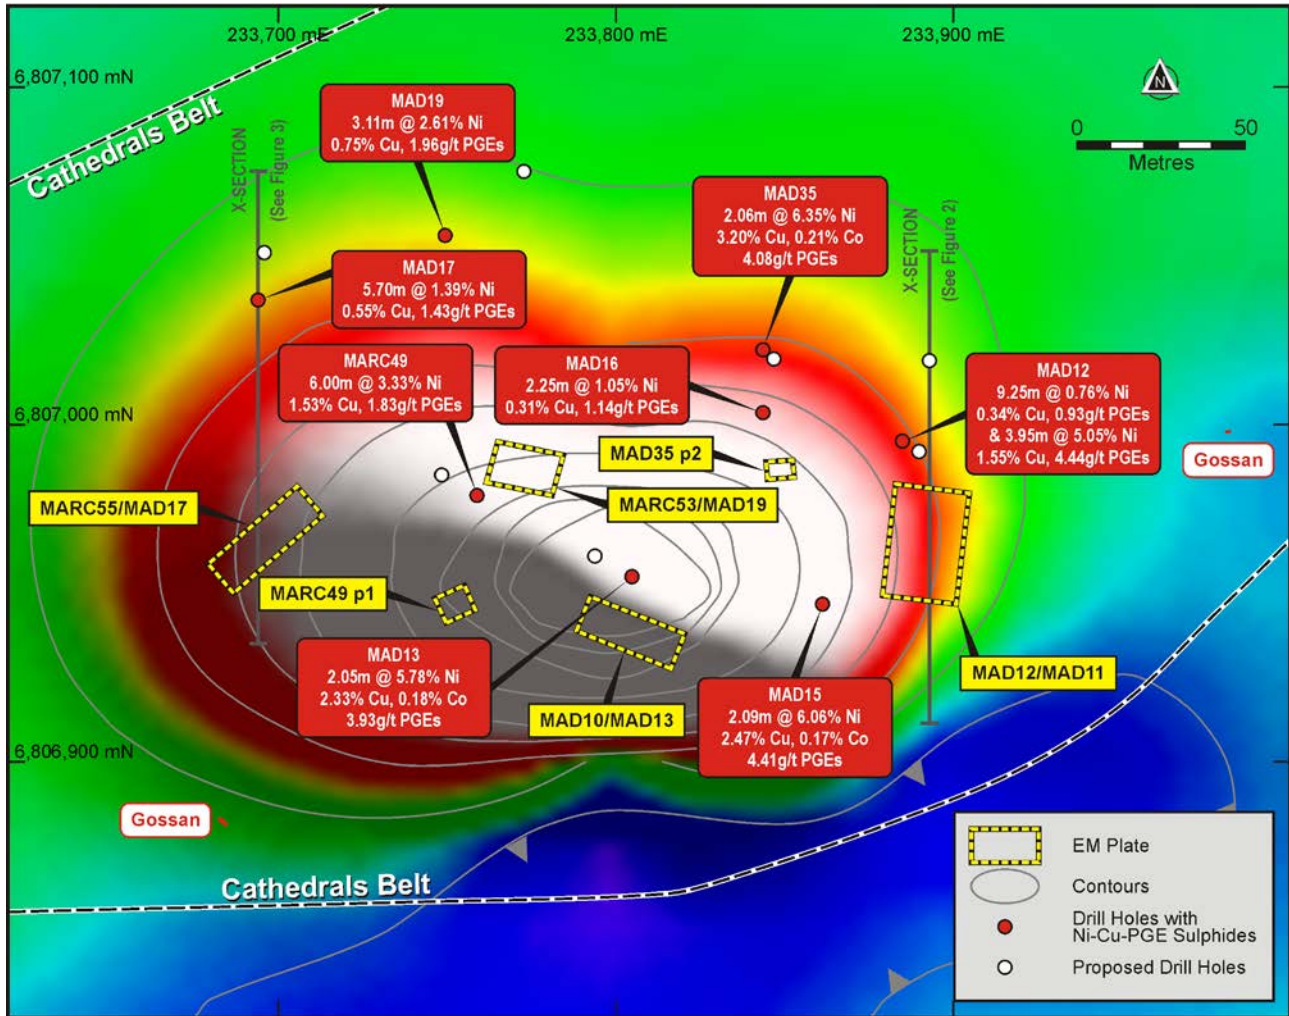 233,700 mE
233,800 mE
233,900 mE
6,807,100 mN
Cathedrals Belt
N
0
50
Metres
X-SECTION
(See Figure 3)
MAD19
3.11m @ 2.61% Ni
0.75% Cu, 1.96g/t PGEs
MAD35
2.06m @ 6.35% Ni
3.20% Cu, 0.21% Co
4.08g/t PGEs
X-SECTION
(See Figure 2)
MAD17
5.70m @ 1.39% Ni
0.55% Cu, 1.43g/t PGEs
MARC49
6.00m @ 3.33% Ni
1.53% Cu, 1.83g/t PGEs
MAD16
2.25m @ 1.05% Ni
0.31% Cu, 1.14g/t PGEs
MAD12
9.25m @ 0.76% Ni
0.34% Cu, 0.93g/t PGEs
& 3.95m @ 5.05% Ni
1.55% Cu, 4.44g/t PGEs
6,807,000 mN
MAD35 p2
Gossan
MARC55/MAD17
MARC53/MAD19
MARC49 p1
MAD13
2.05m @ 5.78% Ni
2.33% Cu, 0.18% Co
3.93g/t PGEs
MAD10/MAD13
MAD15
2.09m @ 6.06% Ni
2.47% Cu, 0.17% Co
4.41g/t PGEs
MAD12/MAD11
6,806,900 mN
Gossan
Cathedrals Belt
EM Plate
Contours
Drill Holes with
Ni-Cu-PGE Sulphides
Proposed Drill Holes